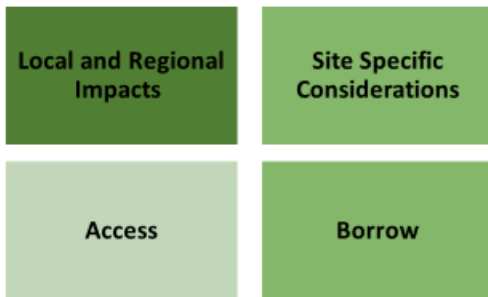 Local and Regional
Impacts
Site Specific
Considerations
Access
Borrow